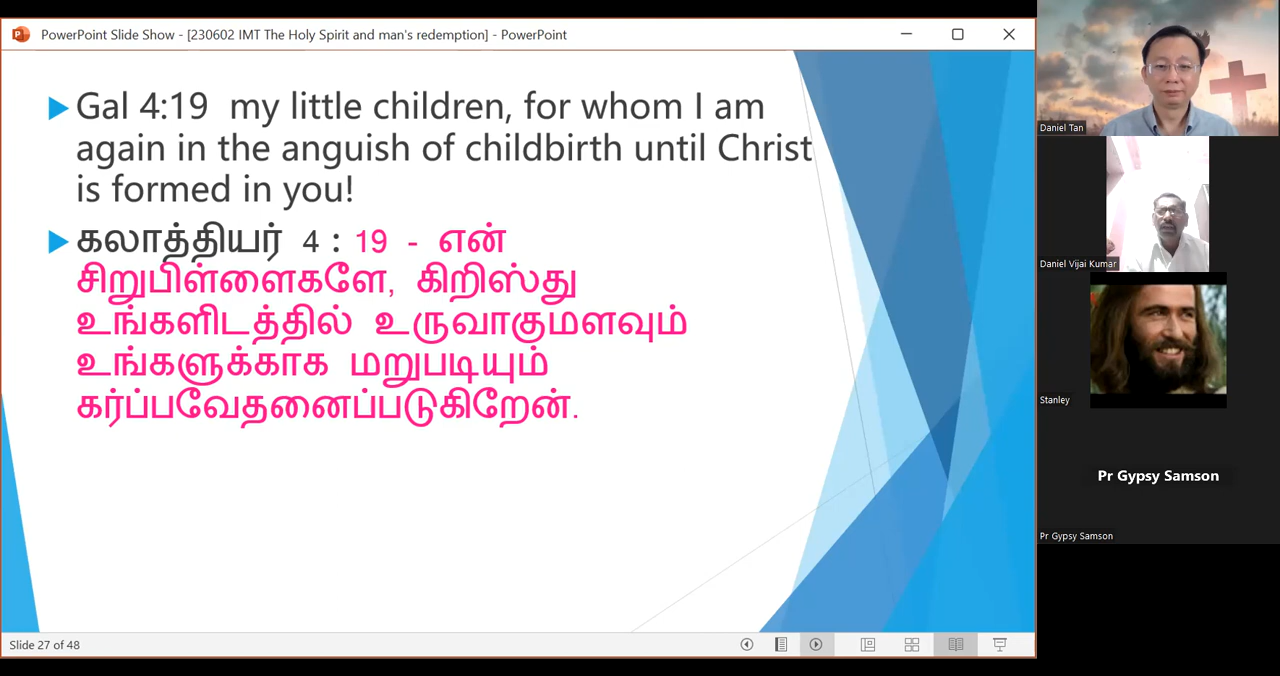 PowerPoint Slide Show - [230602 IMT The Holy Spirit and man's redemption] - PowerPoint
Gal 4:19 my little children, for whom I am
again in the anguish of childbirth until Christ
is formed in you!
கலாத்தியர் 4 : 19 - என்
சிறுபிள்ளைகளே, கிறிஸ்து
உங்களிடத்தில் உருவாகுமளவும்
உங்களுக்காக மறுபடியும்
கர்ப்பவேதனைப்படுகிறேன்.
Slide 27 of 48
Daniel Tan
Daniel Vijai Kumar
Stanley
Pr Gypsy Samson
Pr Gypsy Samson